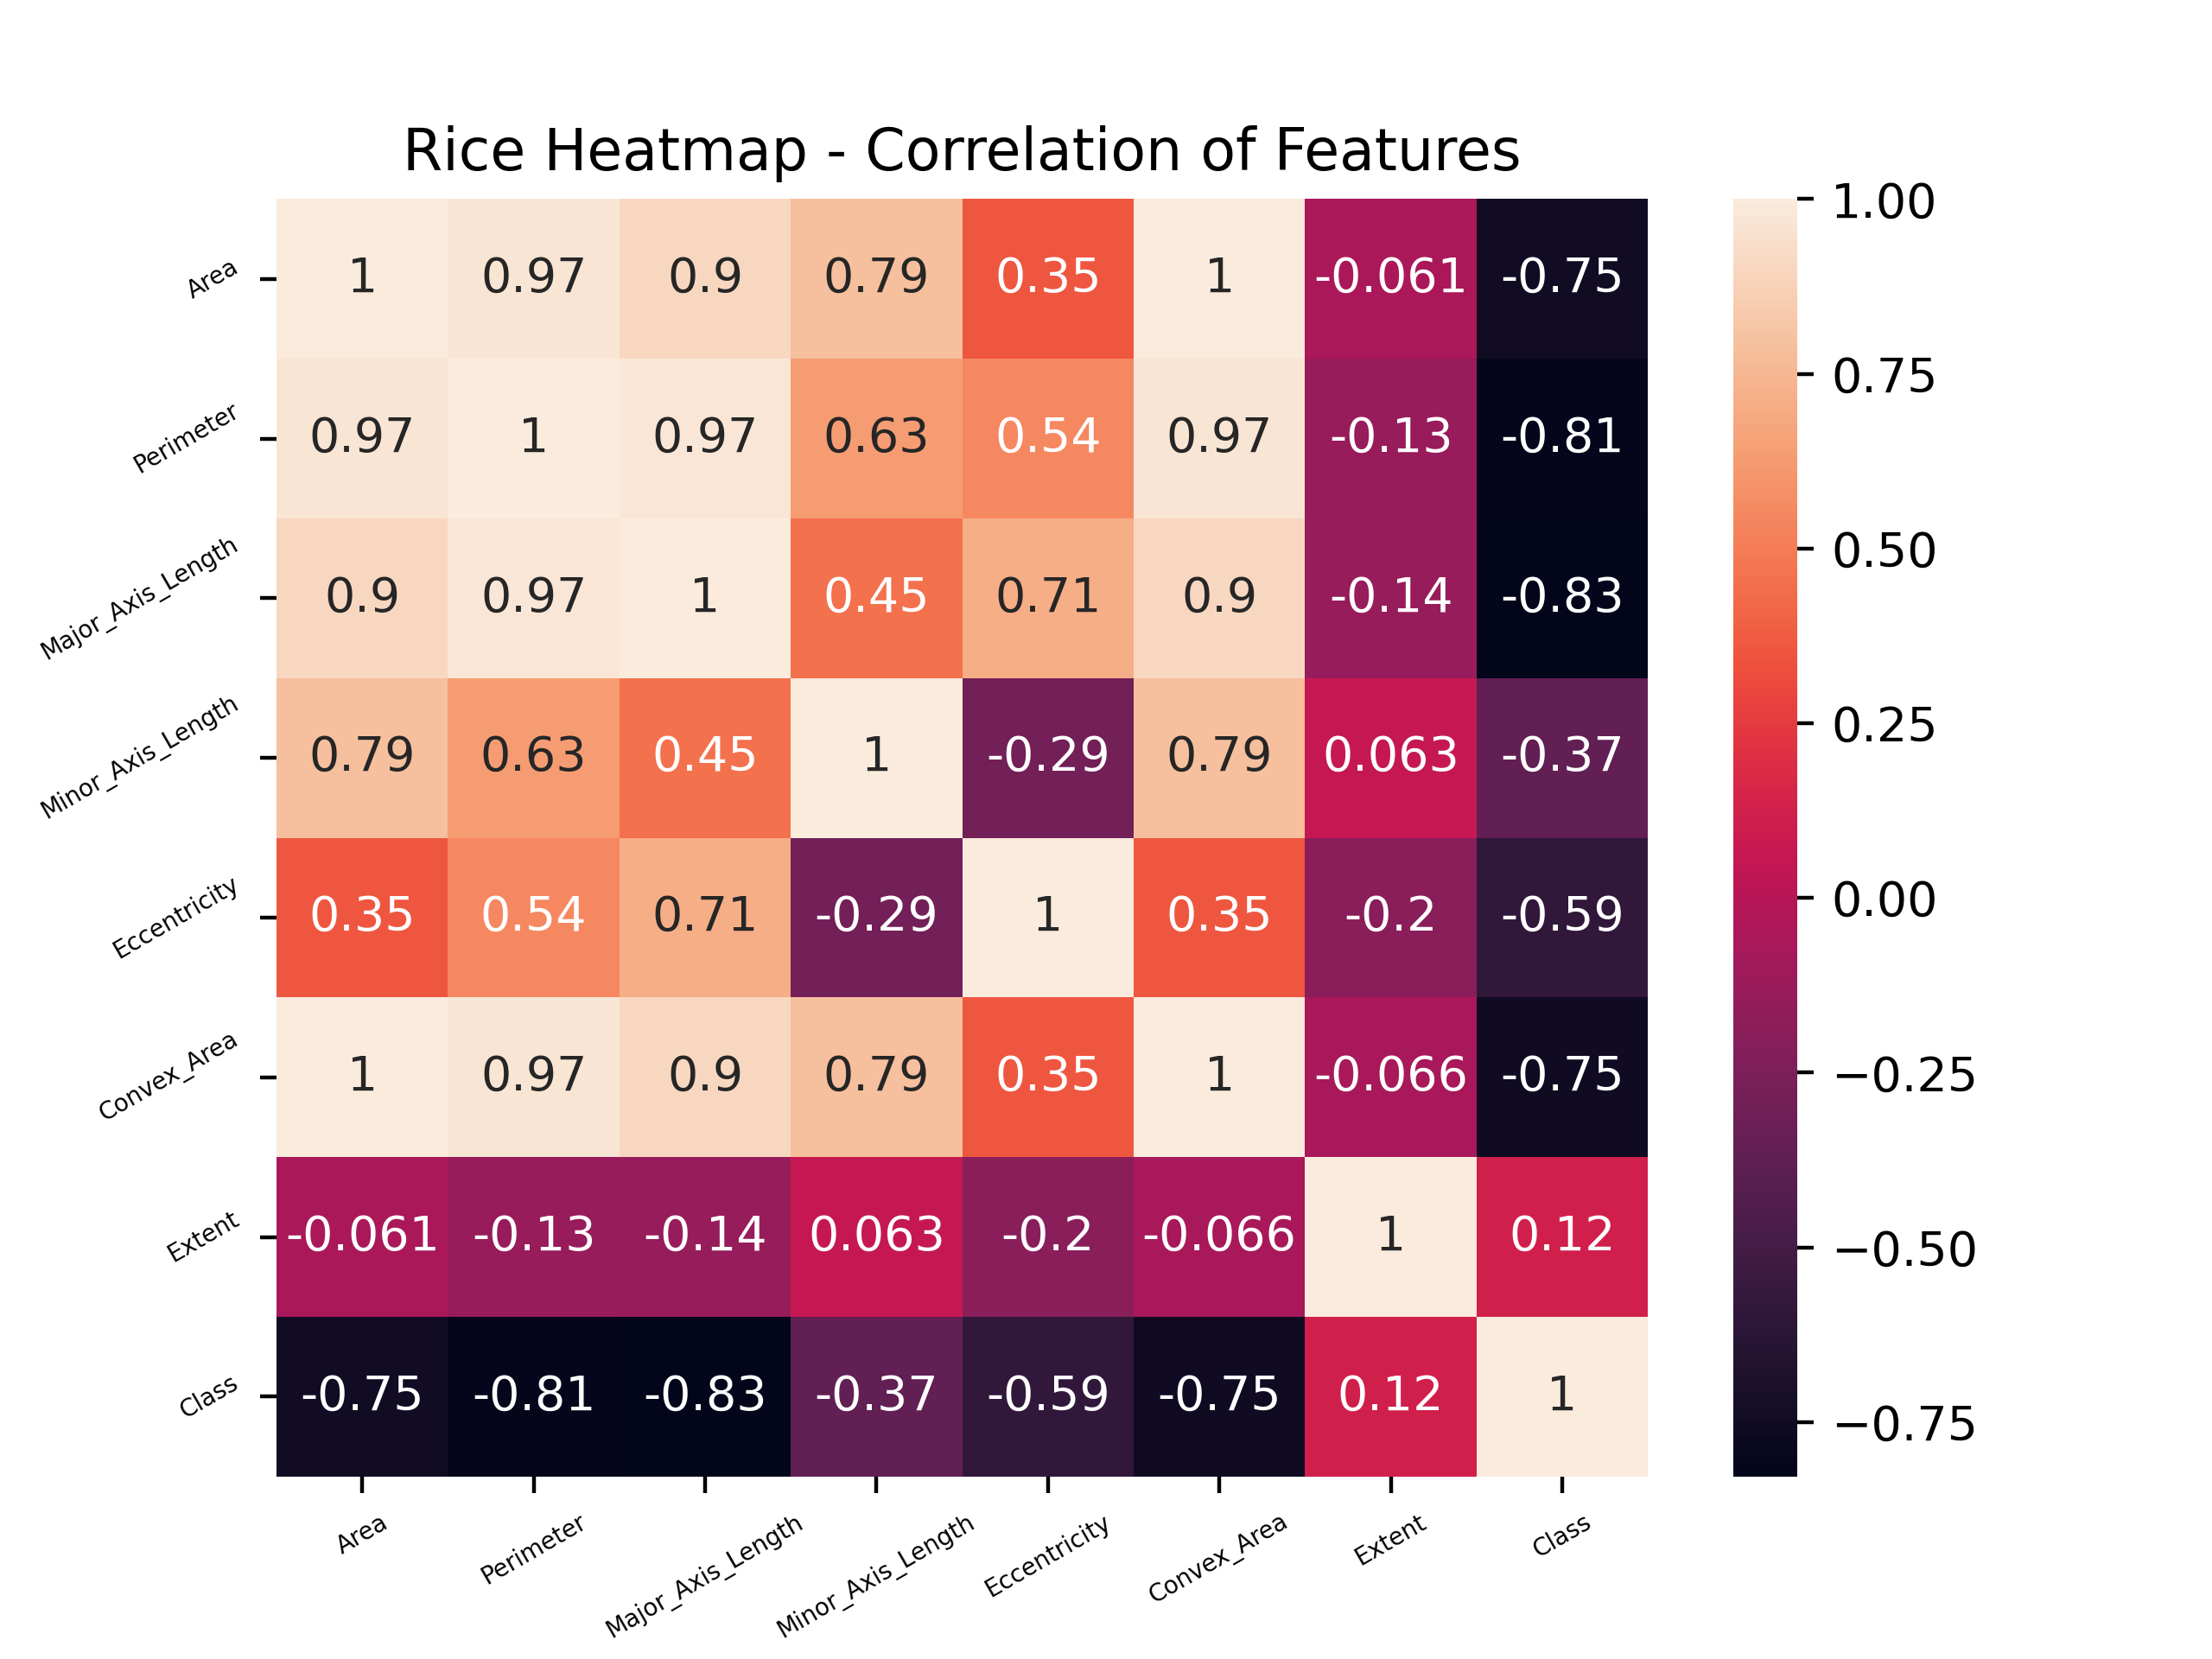 Rice Heatmap - Correlation of Features
Area 1 0.97 0.9 0.79 0.35 1 -0.061 -0.75
Perimeter 0.97 1 0.97 0.63 0.54 0.97 -0.13 -0.81
Major_Axis_Length 0.9 0.97 1 0.45 0.71 0.9 -0.14 -0.83
Minor_Axis_Length 0.79 0.63 0.45 1 -0.29 0.79 0.063 -0.37
Eccentricity 0.35 0.54 0.71 -0.29 1 0.35 -0.2 -0.59
Convex_Area 1 0.97 0.9 0.79 0.35 1 -0.066 -0.75
Extent -0.061 -0.13 -0.14 0.063 -0.2 -0.066 1 0.12
Class -0.75 -0.81 -0.83 -0.37 -0.59 -0.75 0.12 1
Area Perimeter Major_Axis_Length Minor_Axis_Length Eccentricity Convex_Area Extent Class
1.00
0.75
0.50
0.25
0.00
−0.25
−0.50
−0.75